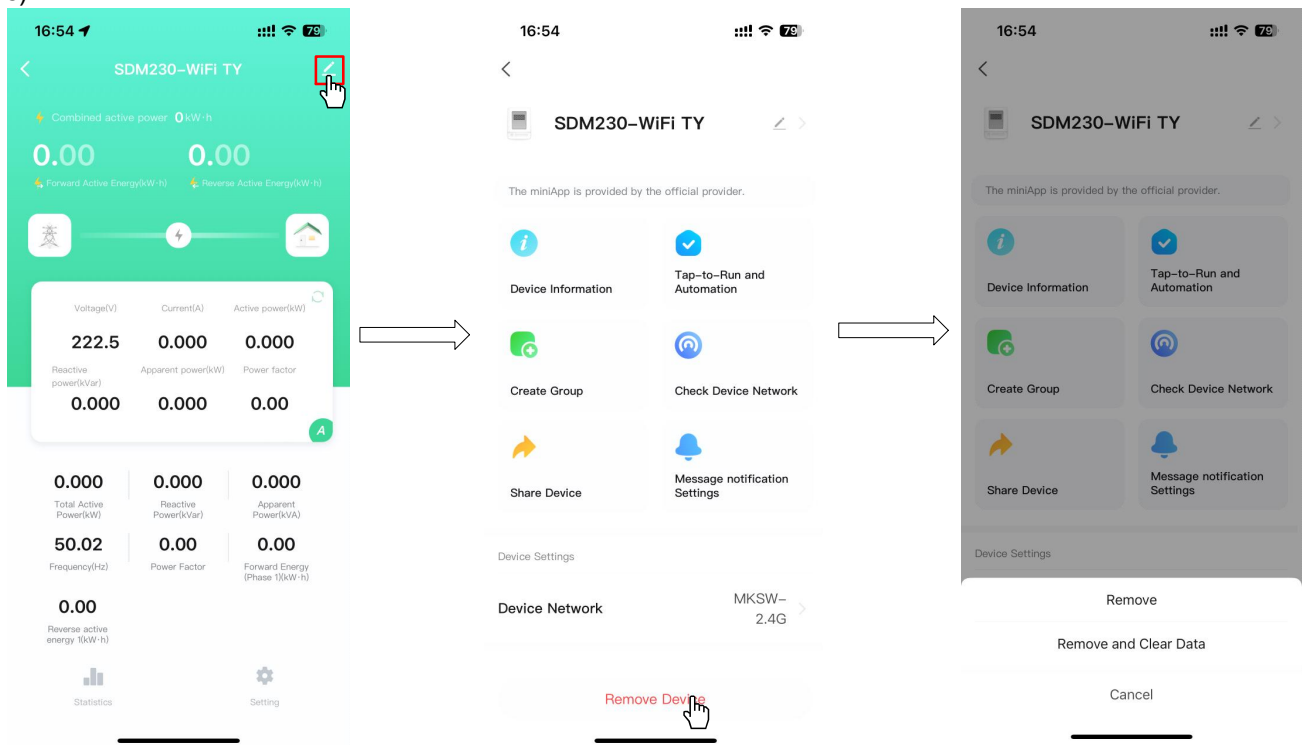 16:54
79
SDM230-WiFi TY
Combined active power 0 kW·h
0.00 0.00
Forward Active Energy(kW·h) Reverse Active Energy(kW·h)
Voltage(V) Current(A) Active power(kW)
222.5 0.000 0.000
Reactive
power(kVar) Apparent power(kW) Power factor
0.000 0.000 0.00
A
0.000 0.000 0.000
Total Active
Power(kW)
Reactive
Power(kVar)
Apparent
Power(kVA)
50.02 0.00 0.00
Frequency(Hz) Power Factor Forward Energy
(Phase 1)(kW·h)
0.00
Reverse active
energy 1(kW·h)
Statistics Setting
16:54
79
SDM230-WiFi TY
The miniApp is provided by the official provider.
Device Information
Tap-to-Run and
Automation
Create Group
Check Device Network
Share Device
Message notification
Settings
Device Settings
Device Network
MKSW-
2.4G
Remove Device
16:54
79
SDM230-WiFi TY
The miniApp is provided by the official provider.
Device Information
Tap-to-Run and
Automation
Create Group
Check Device Network
Share Device
Message notification
Settings
Device Settings
Remove
Remove and Clear Data
Cancel